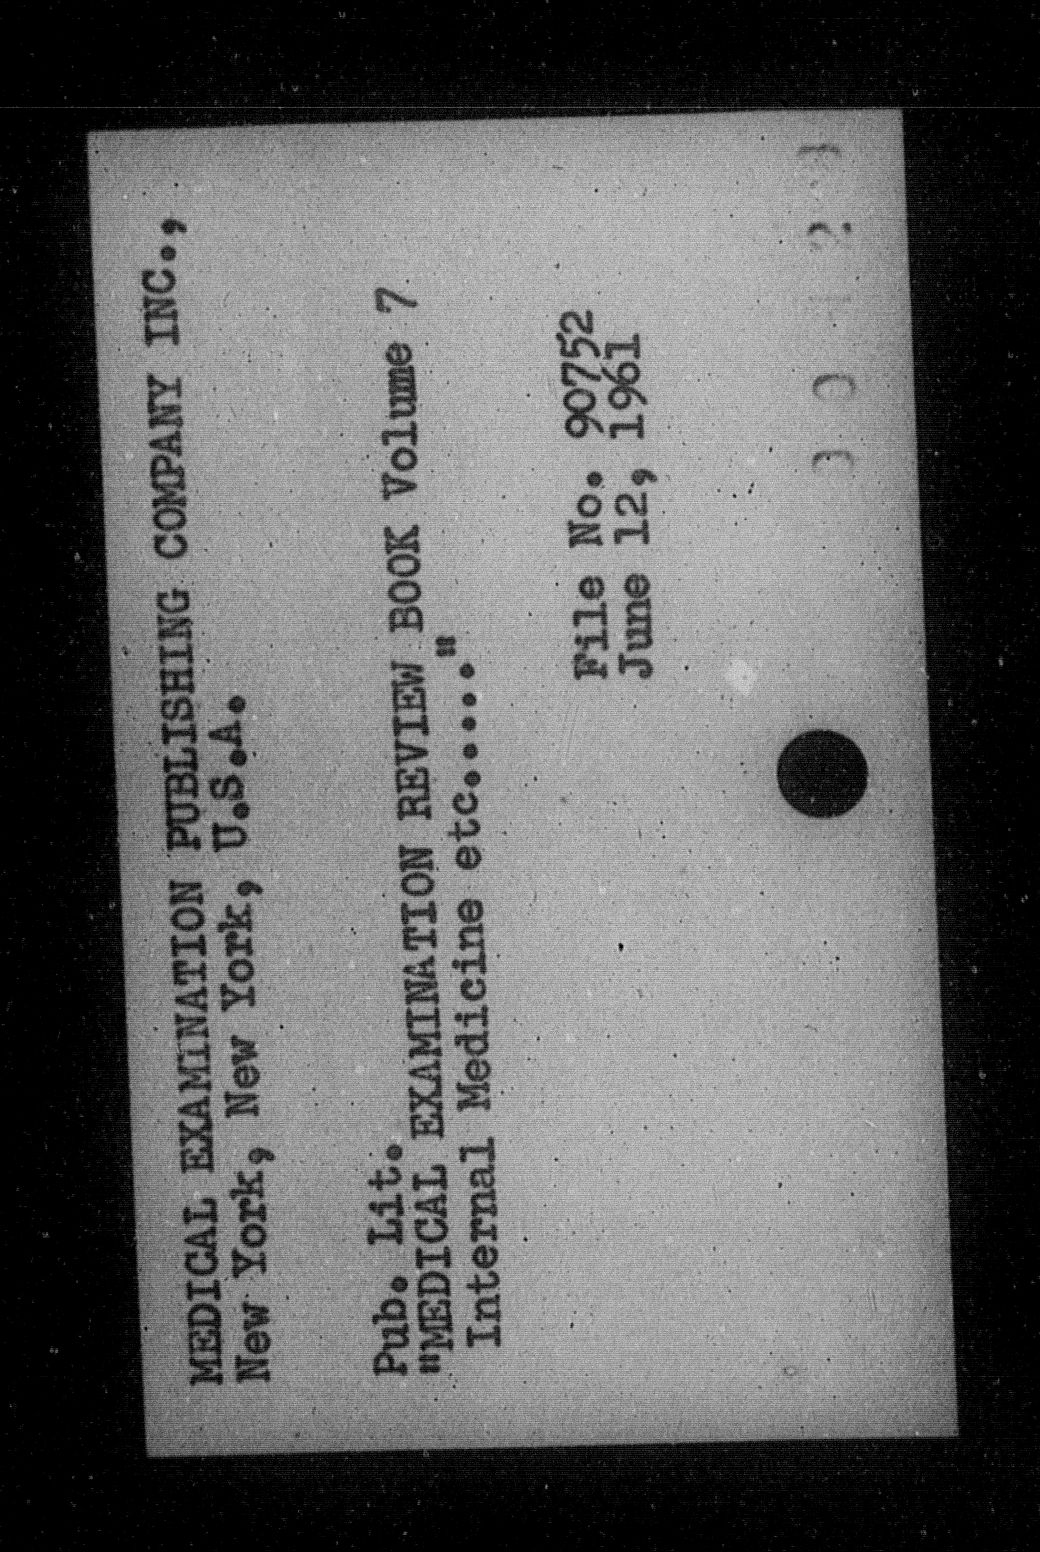 MEDICAL EXAMINATION PUBLISHING COMPANY INC.,
New York, New York, U.S.A.
Pub. Lit.
"MEDICAL EXAMINATION REVIEW BOOK Volume 7
Internal Medicine etc......"
File No. 90752
June 12, 1961